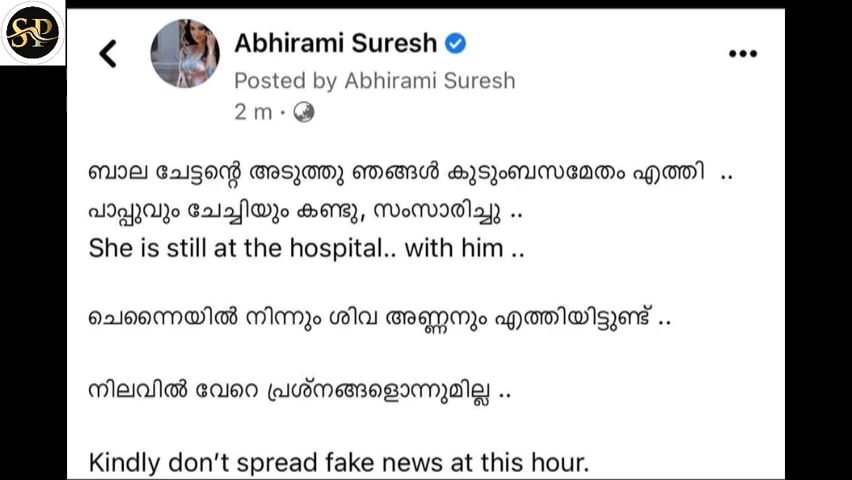 SP
Abhirami Suresh
Posted by Abhirami Suresh
2 m ·
ബാല ചേട്ടന്റെ അടുത്തു ഞങ്ങൾ കുടുംബസമേതം എത്തി ..
പാപ്പുവും ചേച്ചിയും കണ്ടു, സംസാരിച്ചു ..
She is still at the hospital.. with him ..
ചെന്നൈയിൽ നിന്നും ശിവ അണ്ണനും എത്തിയിട്ടുണ്ട് ..
നിലവിൽ വേറെ പ്രശ്നങ്ങളൊന്നുമില്ല ..
Kindly don’t spread fake news at this hour.